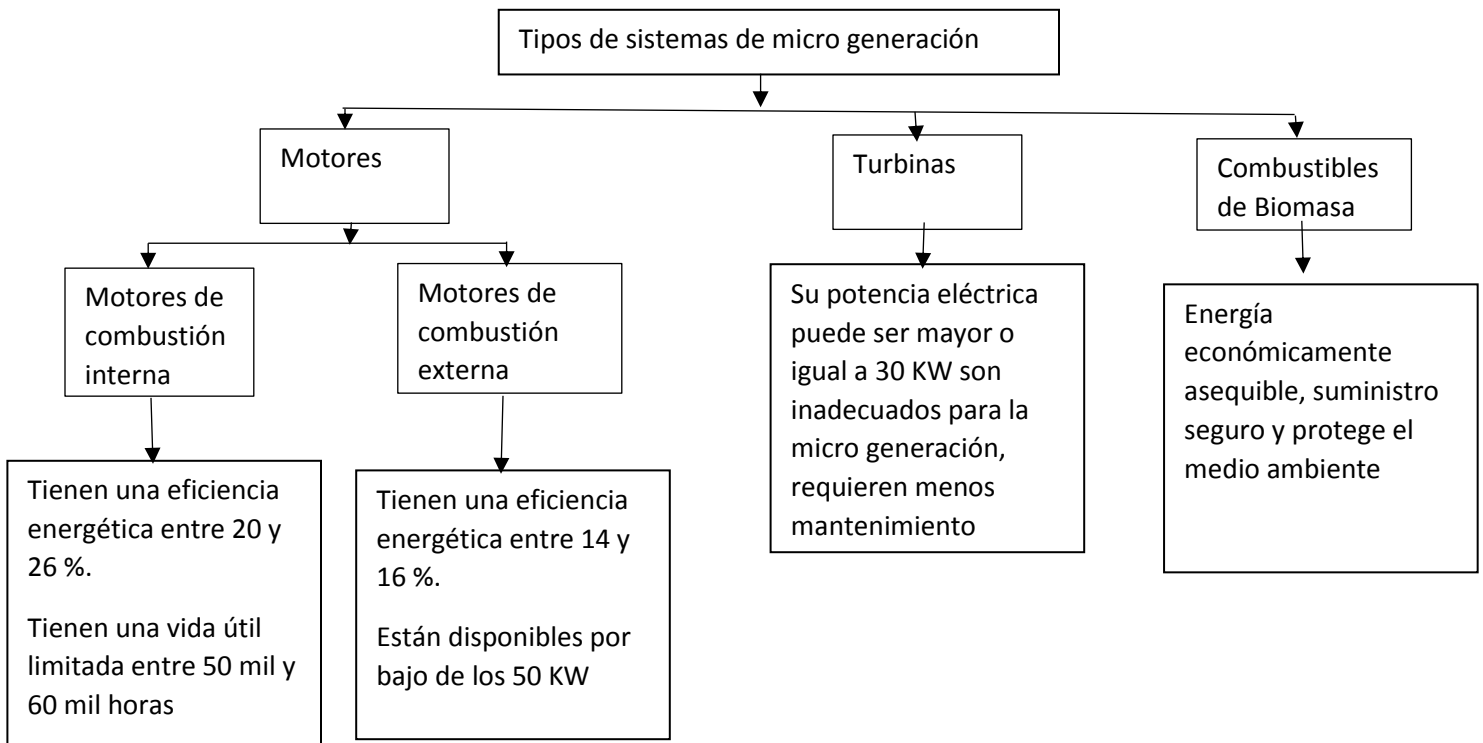 Tipos de sistemas de micro generación
Motores
Turbinas
Combustibles
de Biomasa
Motores de
combustión
interna
Motores de
combustión
externa
Su potencia eléctrica
puede ser mayor o
igual a 30 KW son
inadecuados para la
micro generación,
requieren menos
mantenimiento
Energía
económicamente
asequible, suministro
seguro y protege el
medio ambiente
Tienen una eficiencia
energética entre 20 y
26 %.
Tienen una vida útil
limitada entre 50 mil y
60 mil horas
Tienen una eficiencia
energética entre 14 y
16 %.
Están disponibles por
bajo de los 50 KW